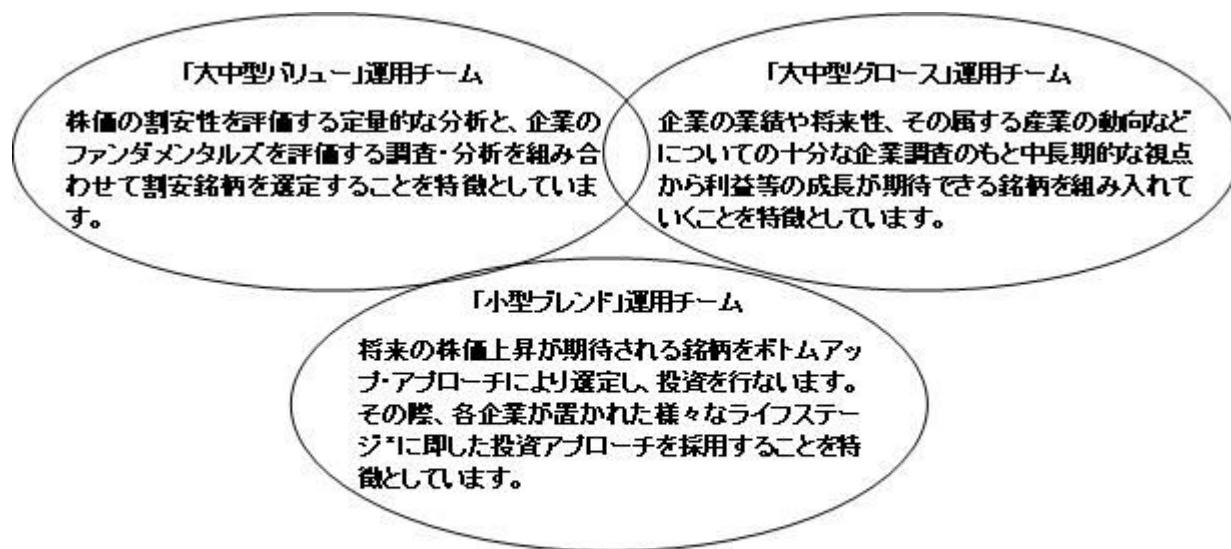 「大中型バリュー」運用チーム
株価の割安性を評価する定量的な分析と、企業の
ファンダメンタルズを評価する調査・分析を組み合
わせて割安銘柄を選定することを特徴としていま
す。
「大中型グロース」運用チーム
企業の業績や将来性、その属する産業の動向など
についての十分な企業調査のもと中長期的な視点
から利益等の成長が期待できる銘柄を組み入れて
いくことを特徴としています。
「小型ブレンド」運用チーム
将来の株価上昇が期待される銘柄をボトムアッ
プ・アプローチにより選定し、投資を行ないます。
その際、各企業が置かれた様々なライフステー
ジ*に即した投資アプローチを採用することを特
徴としています。